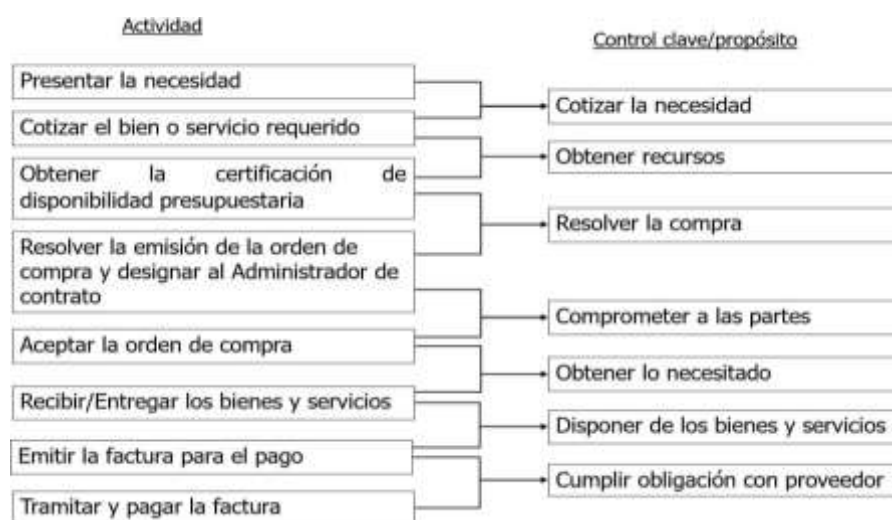 Actividad
Control clave/propósito
Presentar la necesidad
Cotizar el bien o servicio requerido
Obtener la certificación de
disponibilidad presupuestaria
Resolver la emisión de la orden de
compra y designar al Administrador de
contrato
Aceptar la orden de compra
Recibir/Entregar los bienes y servicios
Emitir la factura para el pago
Tramitar y pagar la factura
Cotizar la necesidad
Obtener recursos
Resolver la compra
Comprometer a las partes
Obtener lo necesitado
Disponer de los bienes y servicios
Cumplir obligación con proveedor